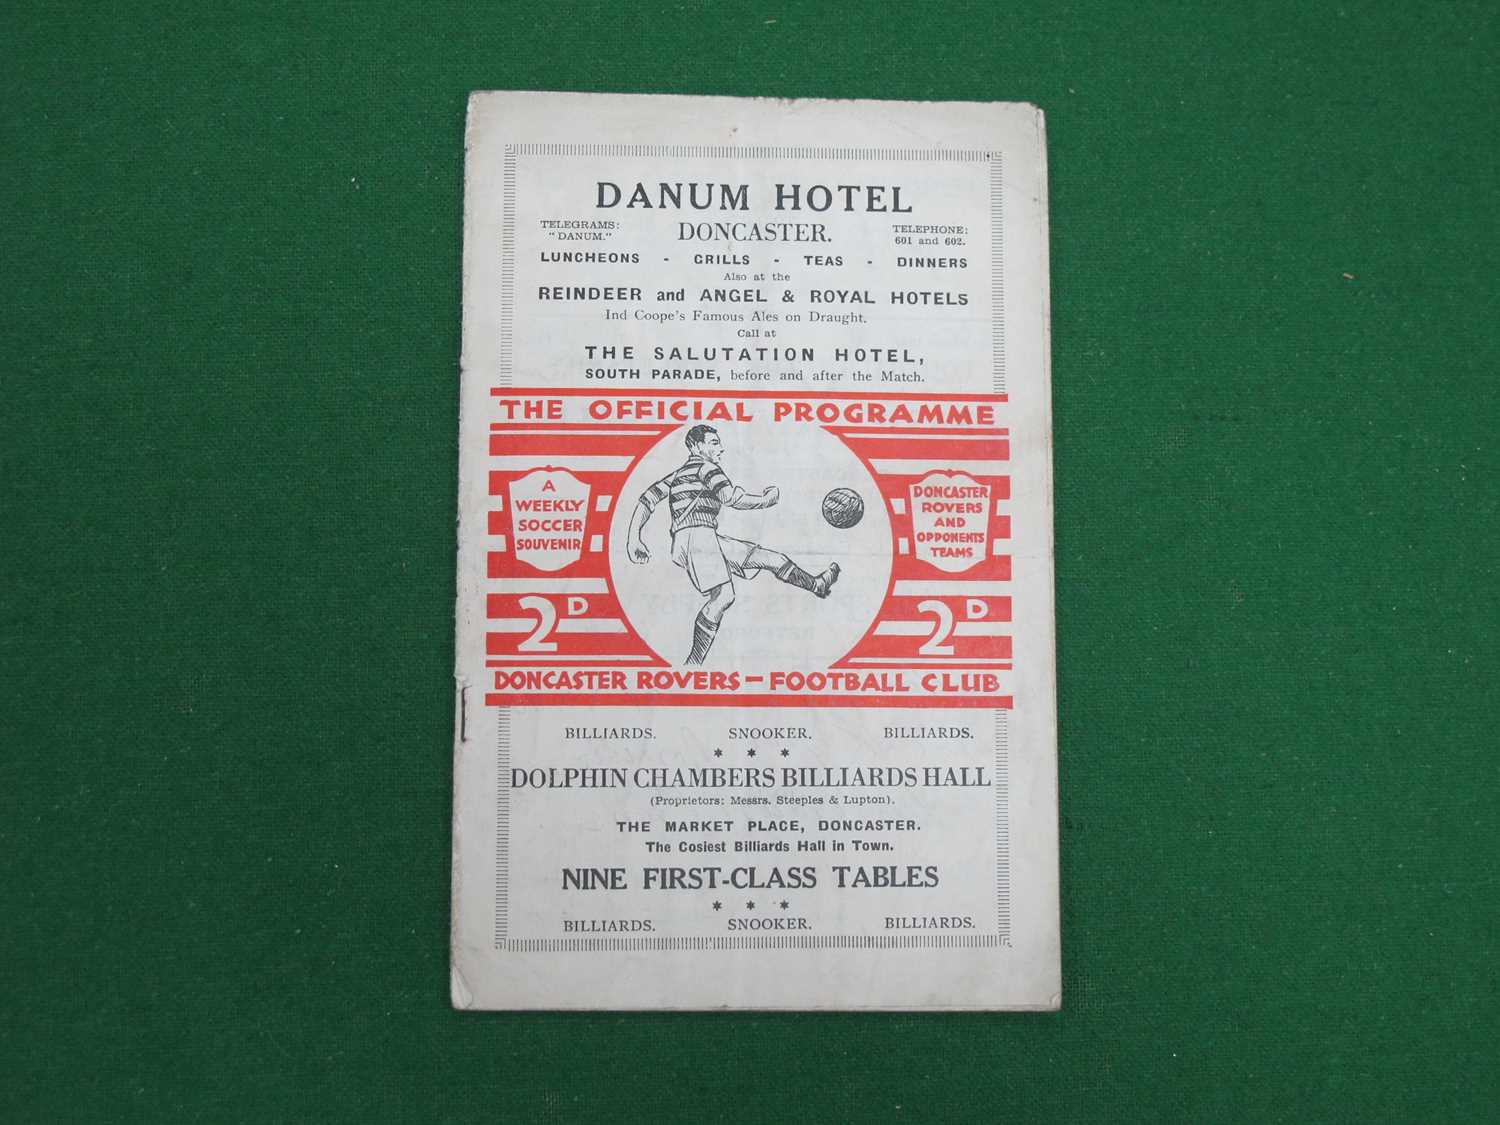 DANUM HOTEL
TELEGRAMS:
"DANUM."
DONCASTER.
TELEPHONE:
601 and 602.
LUNCHEONS - GRILLS - TEAS - DINNERS
Also at the
REINDEER and ANGEL & ROYAL HOTELS
Ind Coope's Famous Ales on Draught.
Call at
THE SALUTATION HOTEL,
SOUTH PARADE, before and after the Match.
THE OFFICIAL PROGRAMME
A
WEEKLY
SOCCER
SOUVENIR
DONCASTER
ROVERS
AND
OPPONENTS
TEAMS
2D
2D
DONCASTER ROVERS - FOOTBALL CLUB
BILLIARDS. SNOOKER. BILLIARDS.
* * *
DOLPHIN CHAMBERS BILLIARDS HALL
(Proprietors: Messrs. Steeples & Lupton).
THE MARKET PLACE, DONCASTER.
The Cosiest Billiards Hall in Town.
NINE FIRST-CLASS TABLES
* * *
BILLIARDS. SNOOKER. BILLIARDS.